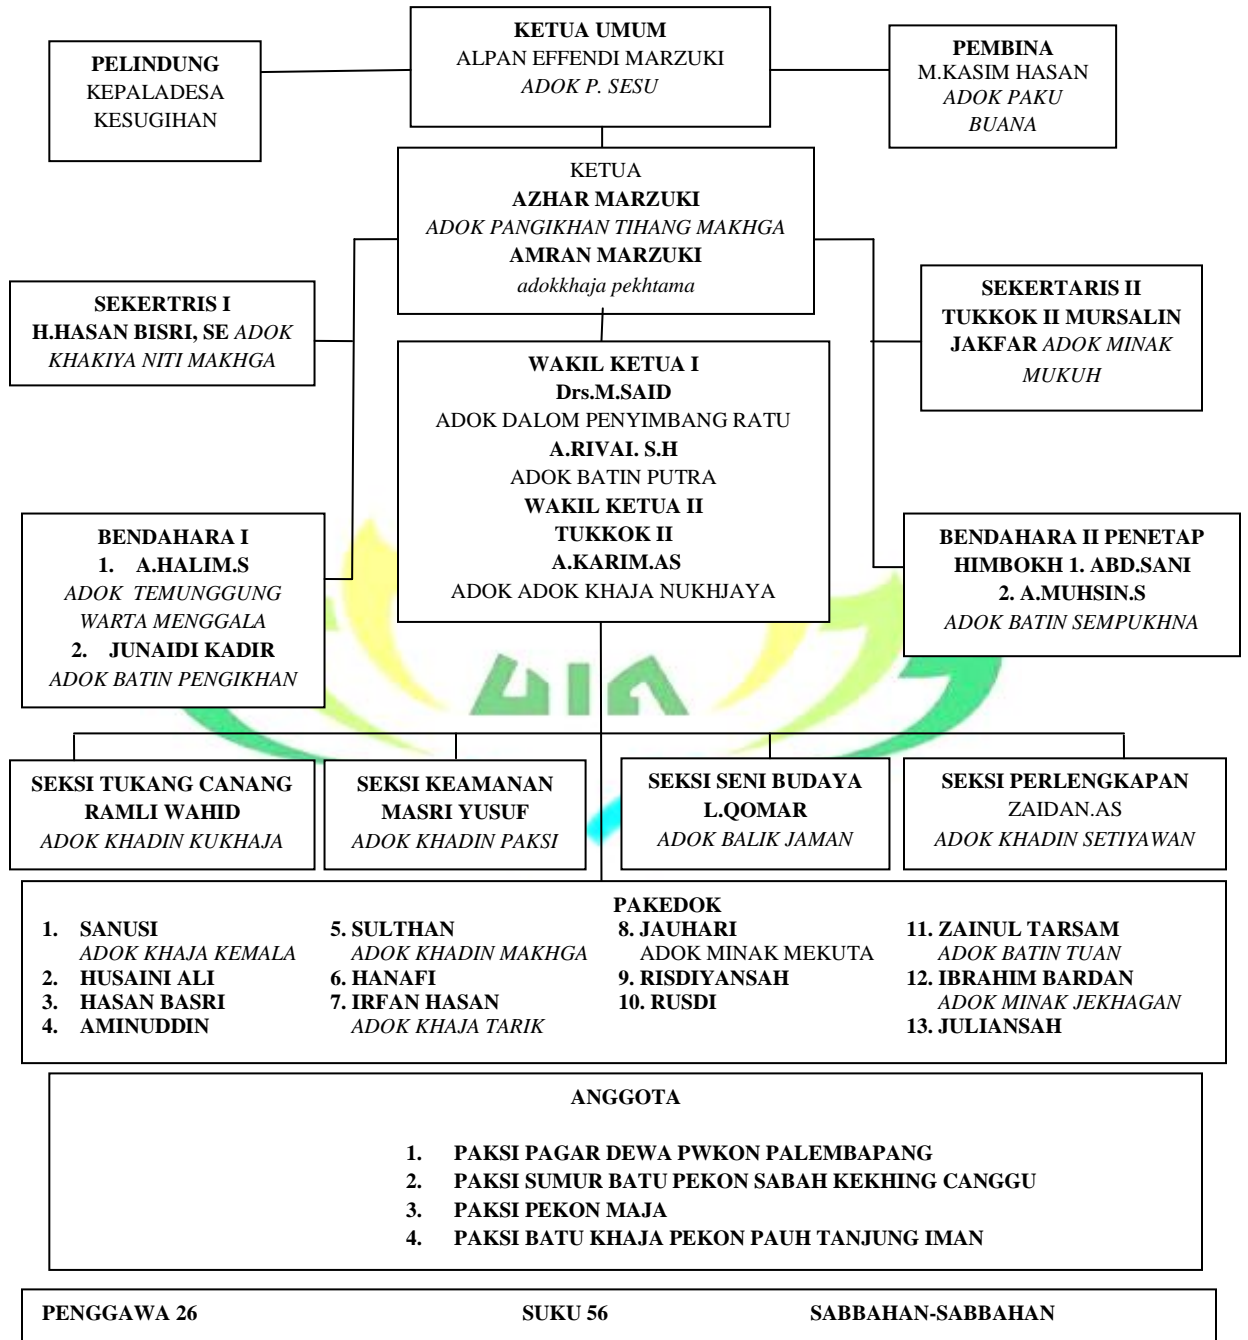 KETUA UMUM
ALPAN EFFENDI MARZUKI
ADOK P. SESU
PELINDUNG
KEPALADESA
KESUGIHAN
PEMBINA
M.KASIM HASAN
ADOK PAKU
BUANA
KETUA
AZHAR MARZUKI
ADOK PANGIKHAN TIHANG MAKHGA
AMRAN MARZUKI
adokkhaja pekhtama
SEKERTRIS I
H.HASAN BISRI, SE ADOK
KHAKIYA NITI MAKHGA
SEKERTARIS II
TUKKOK II MURSALIN
JAKFAR ADOK MINAK
MUKUH
WAKIL KETUA I
Drs.M.SAID
ADOK DALOM PENYIMBANG RATU
A.RIVAI. S.H
ADOK BATIN PUTRA
WAKIL KETUA II
TUKKOK II
A.KARIM.AS
ADOK ADOK KHAJA NUKHJAYA
BENDAHARA I
1. A.HALIM.S
ADOK TEMUNGGUNG
WARTA MENGGALA
2. JUNAIDI KADIR
ADOK BATIN PENGIKHAN
BENDAHARA II PENETAP
HIMBOKH 1. ABD.SANI
2. A.MUHSIN.S
ADOK BATIN SEMPUKHNA
SEKSI TUKANG CANANG
RAMLI WAHID
ADOK KHADIN KUKHAJA
SEKSI KEAMANAN
MASRI YUSUF
ADOK KHADIN PAKSI
SEKSI SENI BUDAYA
L.QOMAR
ADOK BALIK JAMAN
SEKSI PERLENGKAPAN
ZAIDAN.AS
ADOK KHADIN SETIYAWAN
PAKEDOK
1. SANUSI
ADOK KHAJA KEMALA
2. HUSAINI ALI
3. HASAN BASRI
4. AMINUDDIN
5. SULTHAN
ADOK KHADIN MAKHGA
6. HANAFI
7. IRFAN HASAN
ADOK KHAJA TARIK
8. JAUHARI
ADOK MINAK MEKUTA
9. RISDIYANSAH
10. RUSDI
11. ZAINUL TARSAM
ADOK BATIN TUAN
12. IBRAHIM BARDAN
ADOK MINAK JEKHAGAN
13. JULIANSAH
ANGGOTA
1. PAKSI PAGAR DEWA PWKON PALEMBAPANG
2. PAKSI SUMUR BATU PEKON SABAH KEKHING CANGGU
3. PAKSI PEKON MAJA
4. PAKSI BATU KHAJA PEKON PAUH TANJUNG IMAN
PENGGAWA 26 SUKU 56 SABBAHAN-SABBAHAN